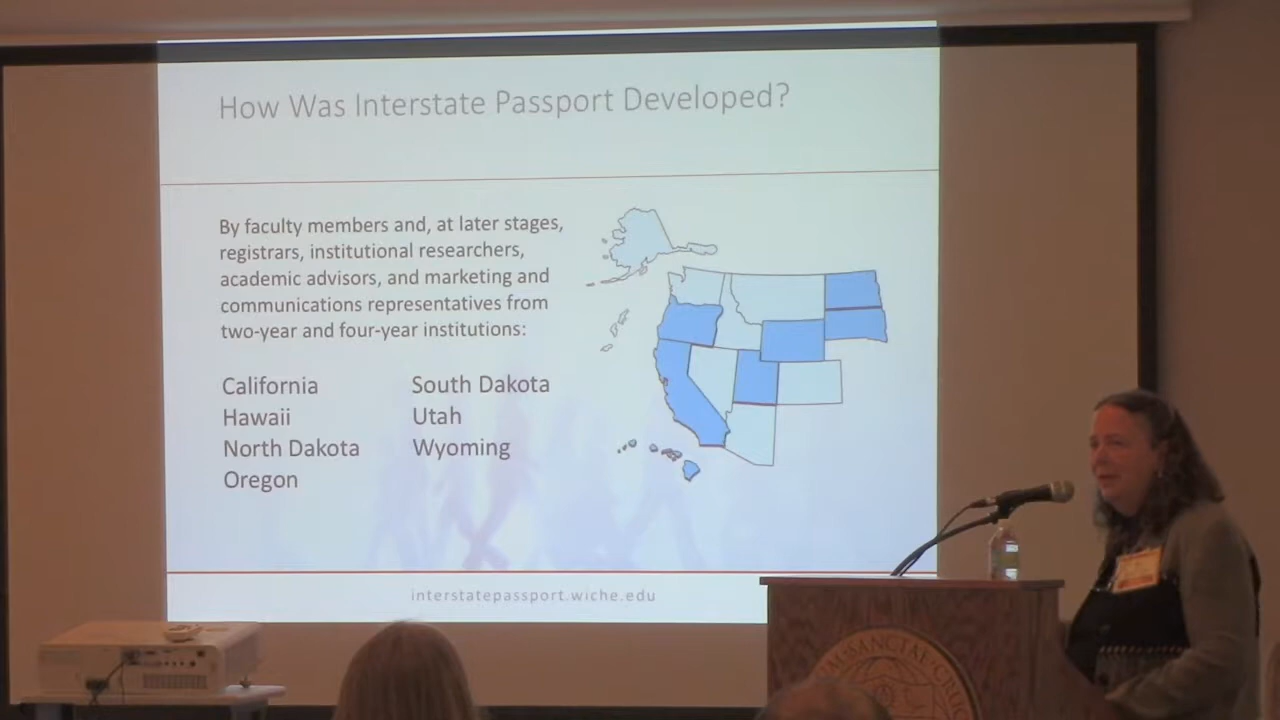 How Was Interstate Passport Developed?
By faculty members and, at later stages,
registrars, institutional researchers,
academic advisors, and marketing and
communications representatives from
two-year and four-year institutions:
California
Hawaii
North Dakota
Oregon
South Dakota
Utah
Wyoming
interstatepassport.wiche.edu
SANCTAE CRUCIS